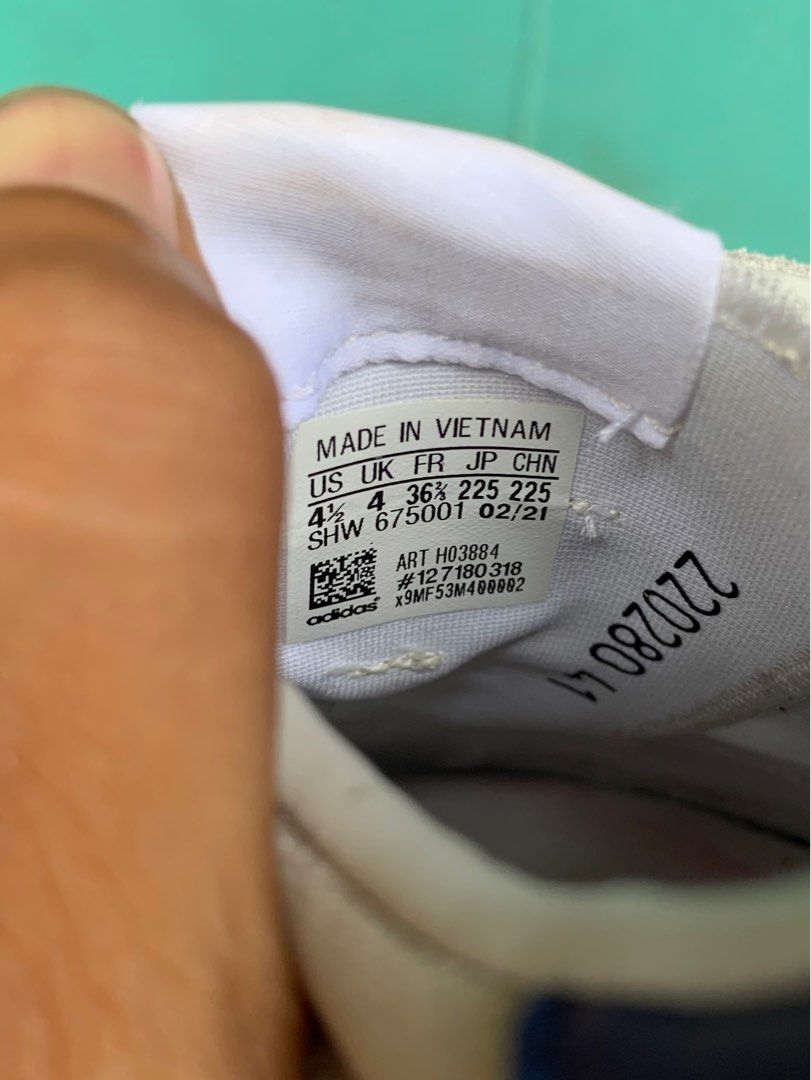 MADE IN VIETNAM
US UK FR JP CHN
4½ 4 36⅔ 225 225
SHW 675001 02/21
ART H03884
#127180318
x9MF53M400002
adidas
220280 41